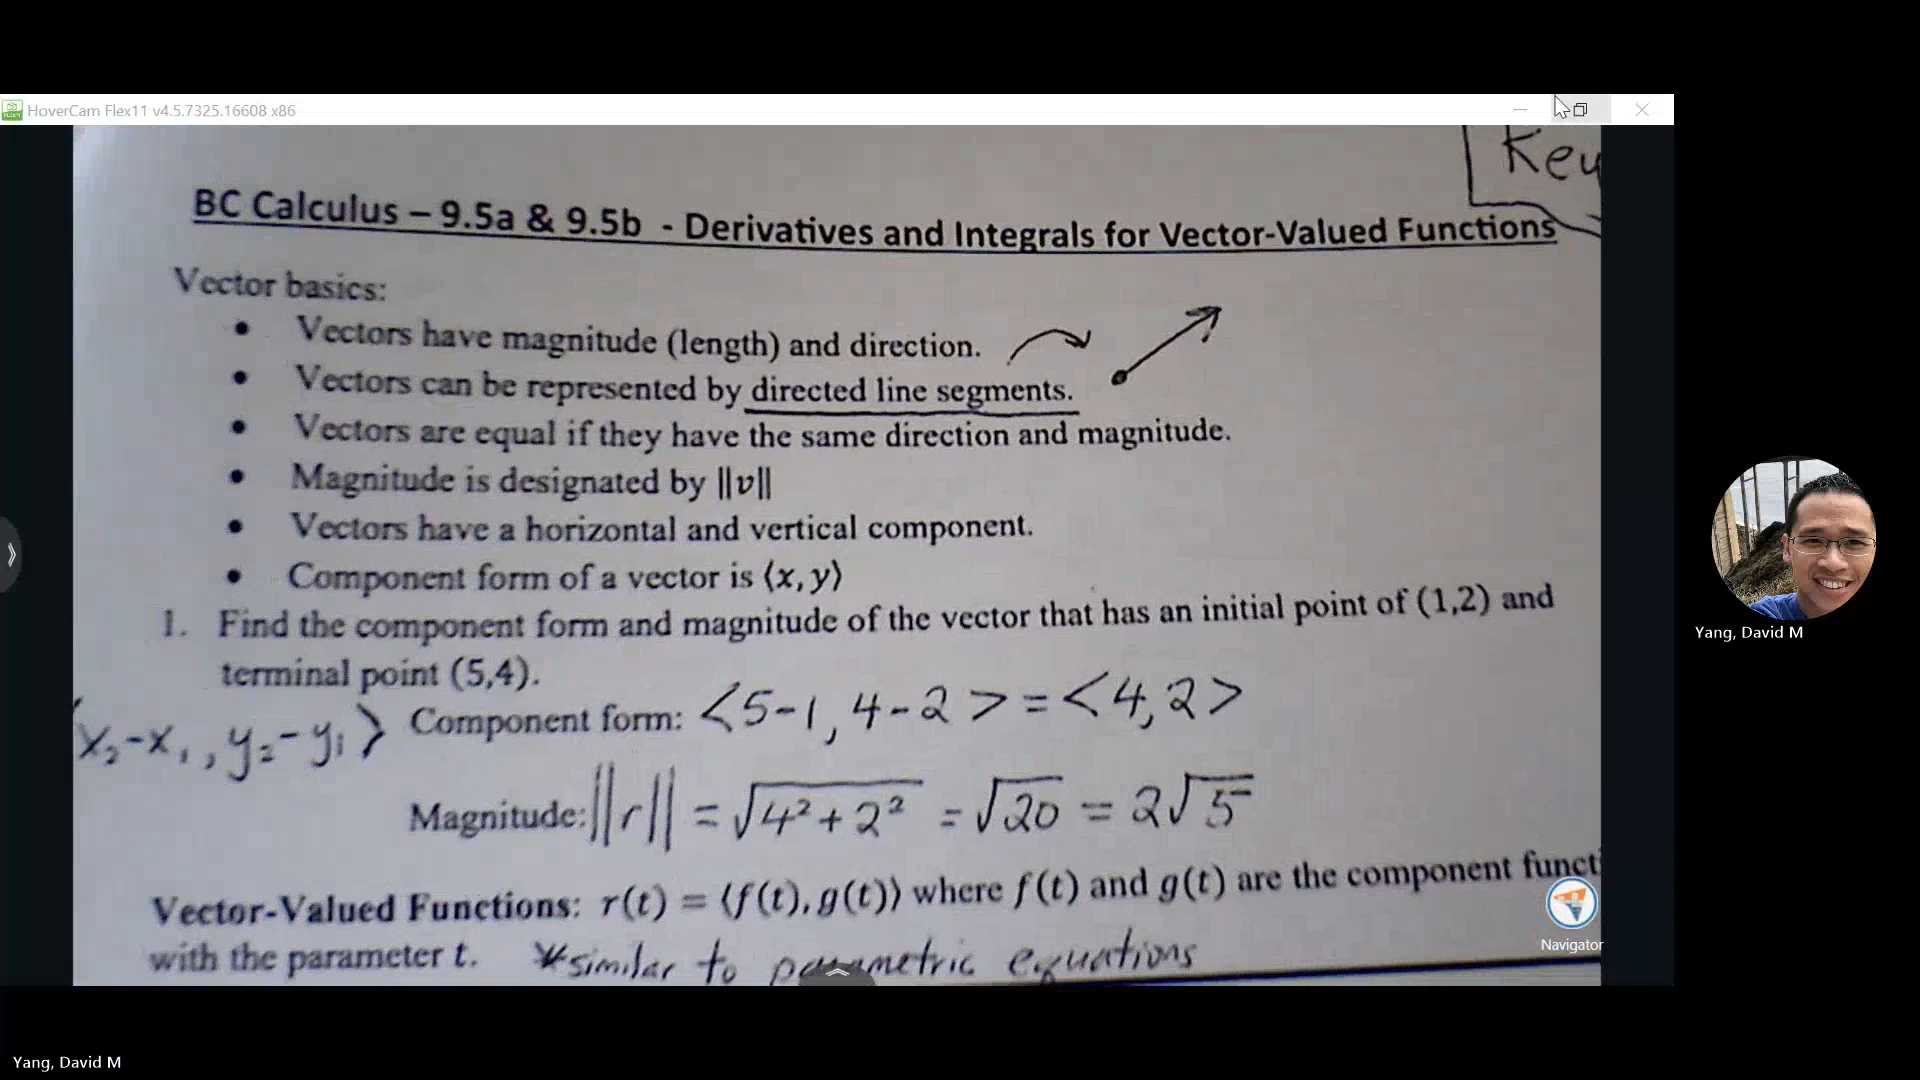 HoverCam Flex11 v4.5.7325.16608 x86
Key
BC Calculus – 9.5a & 9.5b - Derivatives and Integrals for Vector-Valued Functions
Vector basics:
• Vectors have magnitude (length) and direction.
• Vectors can be represented by directed line segments.
• Vectors are equal if they have the same direction and magnitude.
• Magnitude is designated by ||v||
• Vectors have a horizontal and vertical component.
• Component form of a vector is ⟨x, y⟩
1. Find the component form and magnitude of the vector that has an initial point of (1,2) and
terminal point (5,4).
⟨x₂-x₁, y₂-y₁⟩ Component form: <5-1, 4-2> = <4, 2>
Magnitude: ||r|| = √(4²+2²) = √20 = 2√5
Vector-Valued Functions: r(t) = ⟨f(t), g(t)⟩ where f(t) and g(t) are the component funct
with the parameter t. *similar to parametric equations
Navigator
Yang, David M
Yang, David M